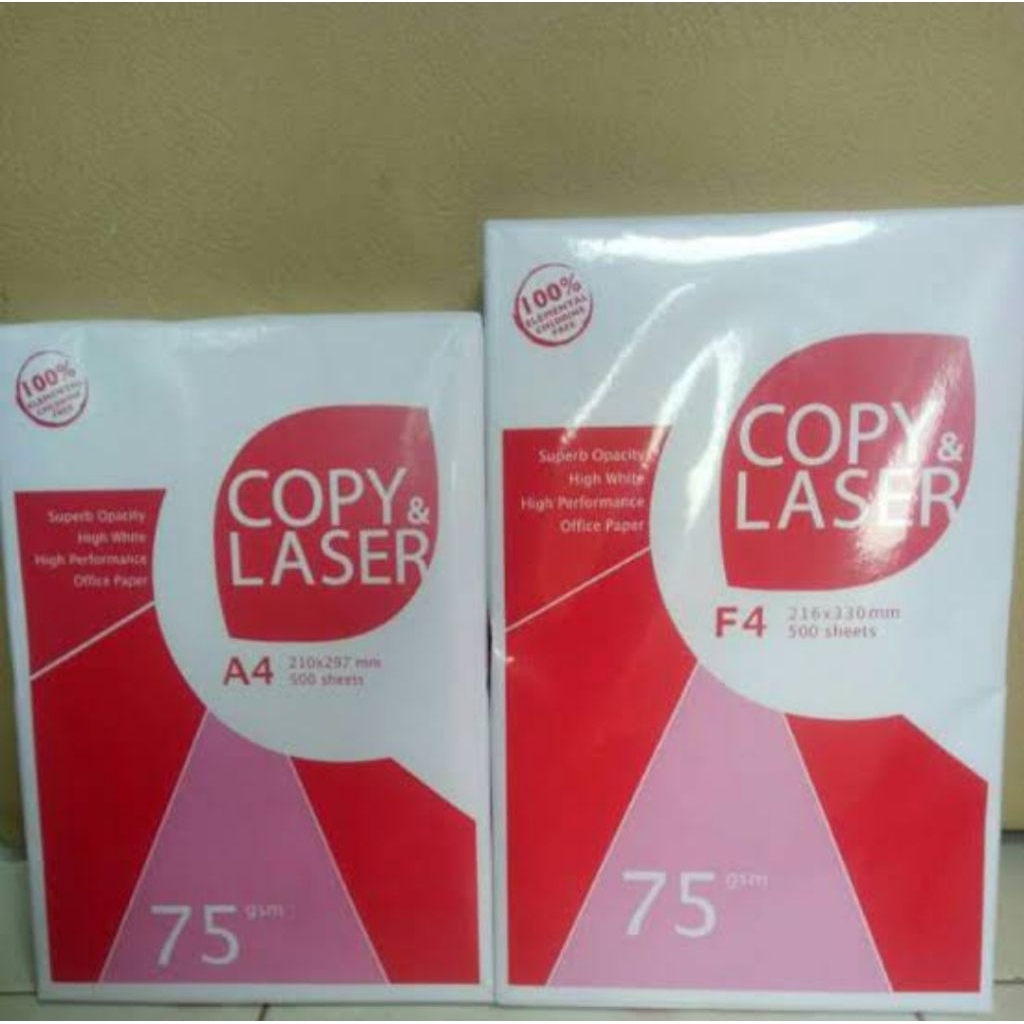 100%
ELEMENTAL
CHLORINE
FREE
Superb Opacity
High White
High Performance
Office Paper
COPY &
LASER
A4 210x297 mm
500 sheets
75 gsm
100%
ELEMENTAL
CHLORINE
FREE
Superb Opacity
High White
High Performance
Office Paper
COPY &
LASER
F4 216x330mm
500 sheets
75 gsm